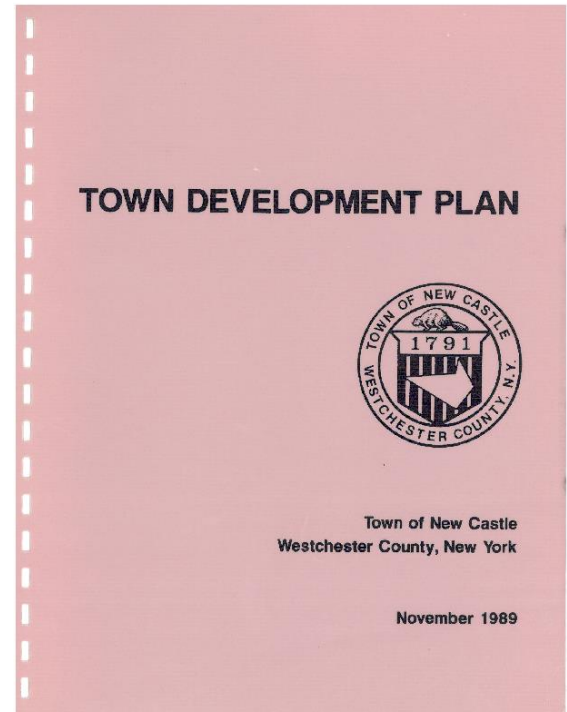 TOWN DEVELOPMENT PLAN
TOWN OF NEW CASTLE
1791
WESTCHESTER COUNTY, N.Y.
Town of New Castle
Westchester County, New York
November 1989